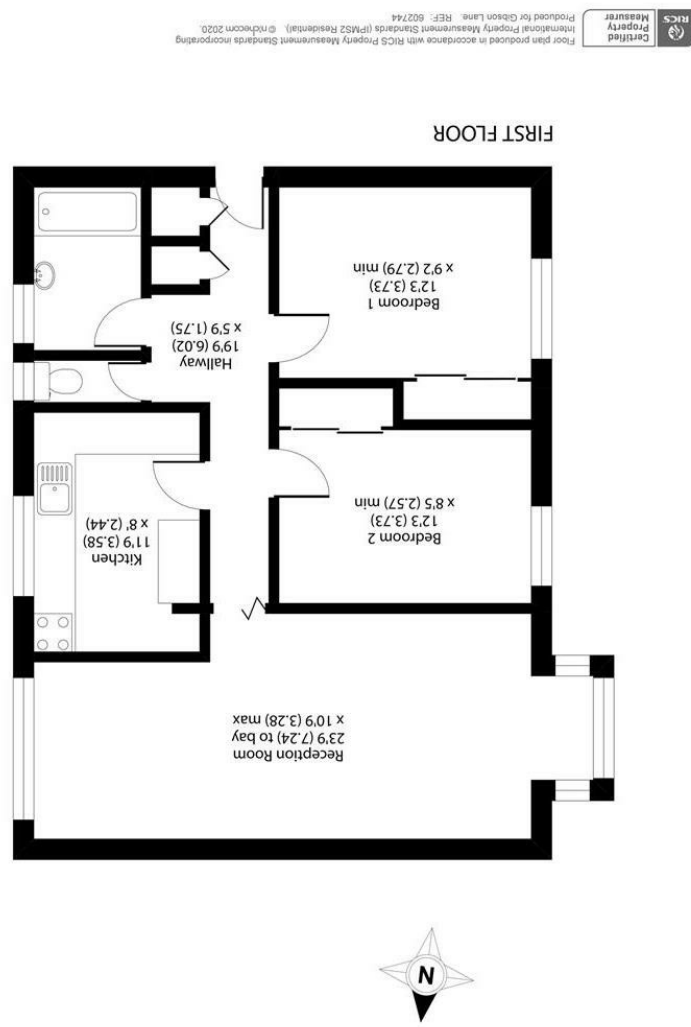 N
Reception Room
23'9 (7.24) to bay
x 10'9 (3.28) max
Bedroom 2
12'3 (3.73)
x 8'5 (2.57) min
Kitchen
11'9 (3.58)
x 8' (2.44)
Hallway
19'9 (6.02)
x 5'9 (1.75)
Bedroom 1
12'3 (3.73)
x 9'2 (2.79) min
FIRST FLOOR
RICS
Certified
Property
Measurer
Floor plan produced in accordance with RICS Property Measurement Standards incorporating
International Property Measurement Standards (IPMS2 Residential). © nichecom 2020.
Produced for Gibson Lane. REF: 602744